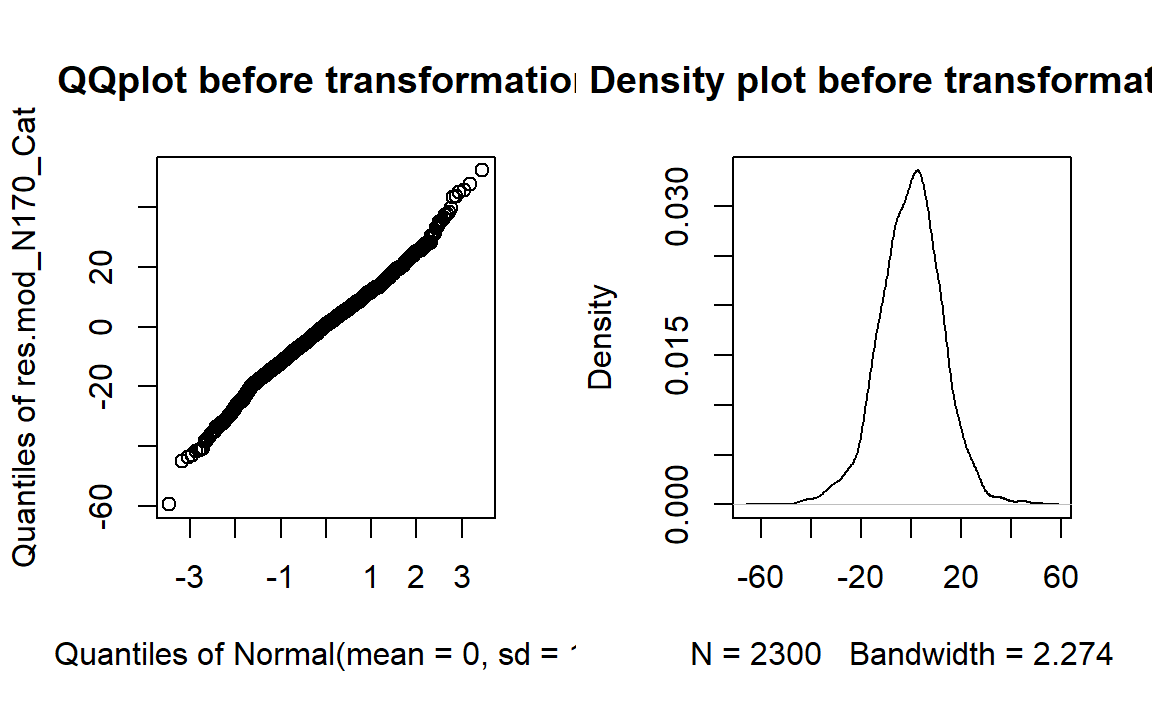 QQplot before transformation
Quantiles of res.mod_N170_Cat
20
0
-20
-60
-3 -1 1 2 3
Quantiles of Normal(mean = 0, sd =
Density plot before transformat
Density
0.030
0.015
0.000
-60 -20 20 60
N = 2300 Bandwidth = 2.274